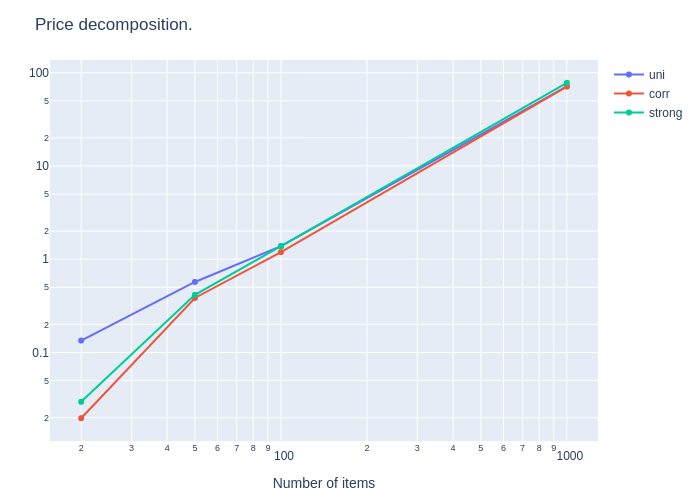 Price decomposition.
100
5
2
10
5
2
1
5
2
0.1
5
2
2 3 4 5 6 7 8 9 100 2 3 4 5 6 7 8 9 1000
Number of items
uni
corr
strong